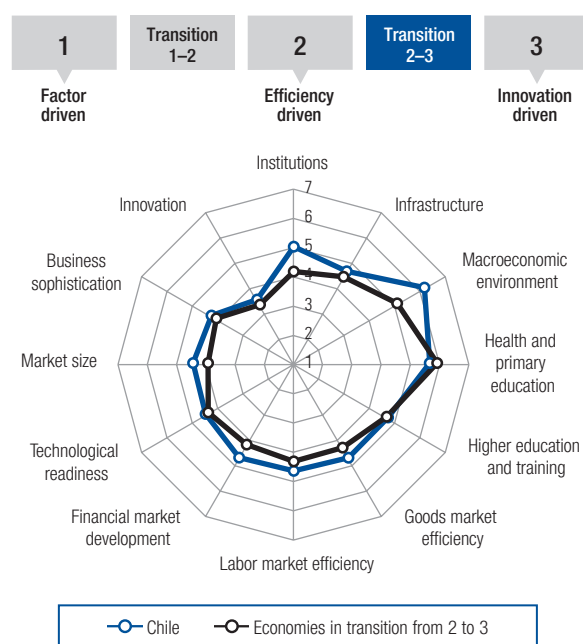 1
Transition
1–2
2
Transition
2–3
3
Factor
driven
Efficiency
driven
Innovation
driven
Institutions
7
Innovation
Infrastructure
6
Business
sophistication
5
Macroeconomic
environment
4
3
2
Market size
1
Health and
primary
education
Technological
readiness
Higher education
and training
Financial market
development
Goods market
efficiency
Labor market efficiency
Chile
Economies in transition from 2 to 3